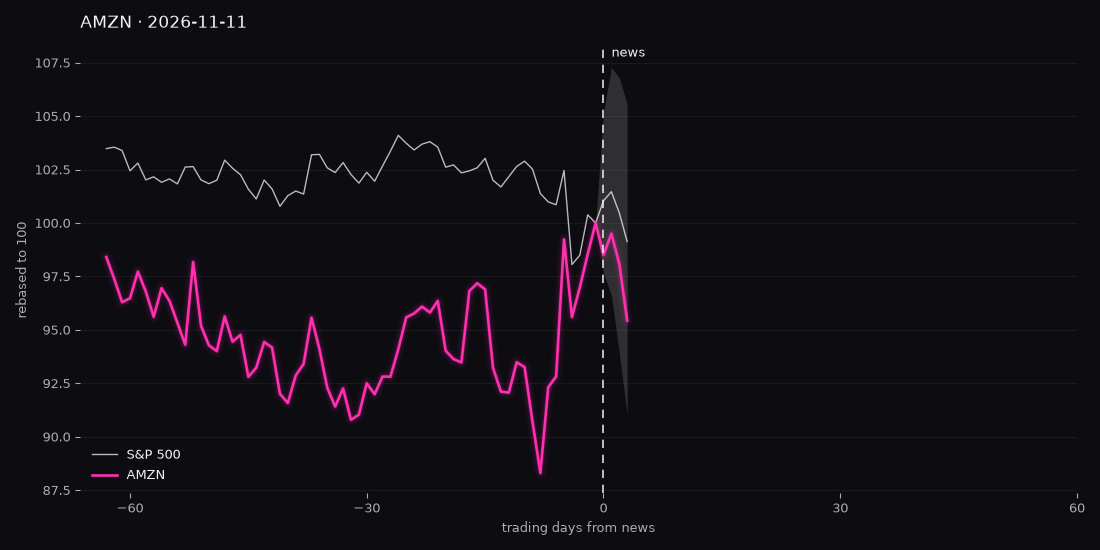 AMZN · 2026-11-11
news
107.5
105.0
102.5
100.0
97.5
95.0
92.5
90.0
87.5
rebased to 100
S&P 500
AMZN
−60
−30
0
30
60
trading days from news